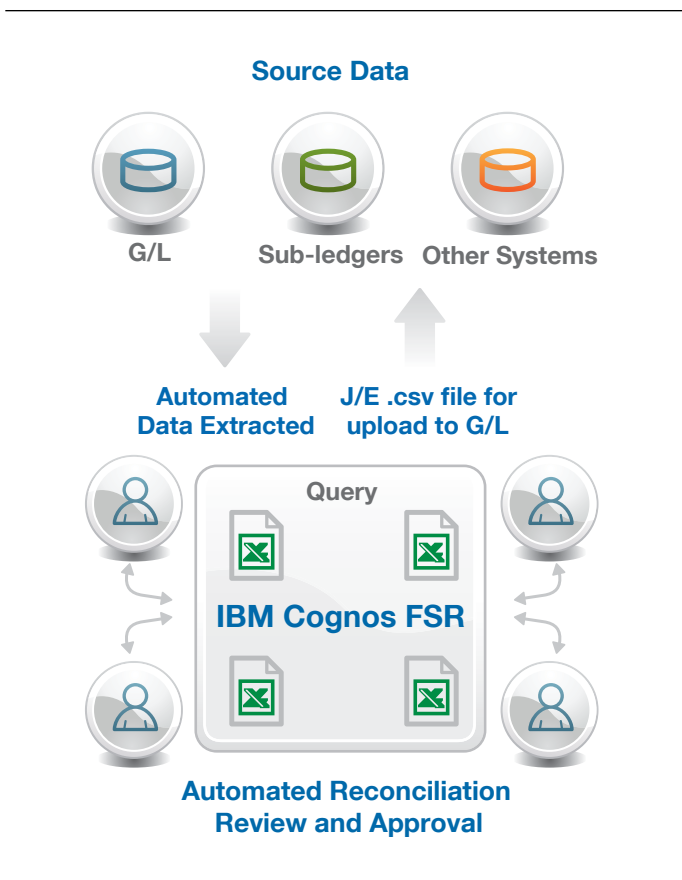 Source Data
G/L
Sub-ledgers
Other Systems
Automated
Data Extracted
J/E .csv file for
upload to G/L
Query
IBM Cognos FSR
Automated Reconciliation
Review and Approval